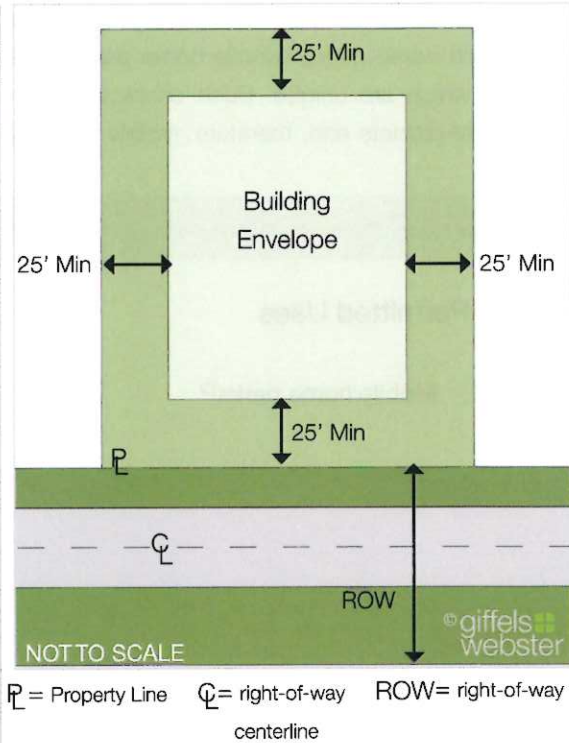 25' Min
Building
Envelope
25' Min
25' Min
25' Min
PL
CL
ROW
© giffels
webster
NOT TO SCALE
PL = Property Line CL= right-of-way ROW= right-of-way
centerline